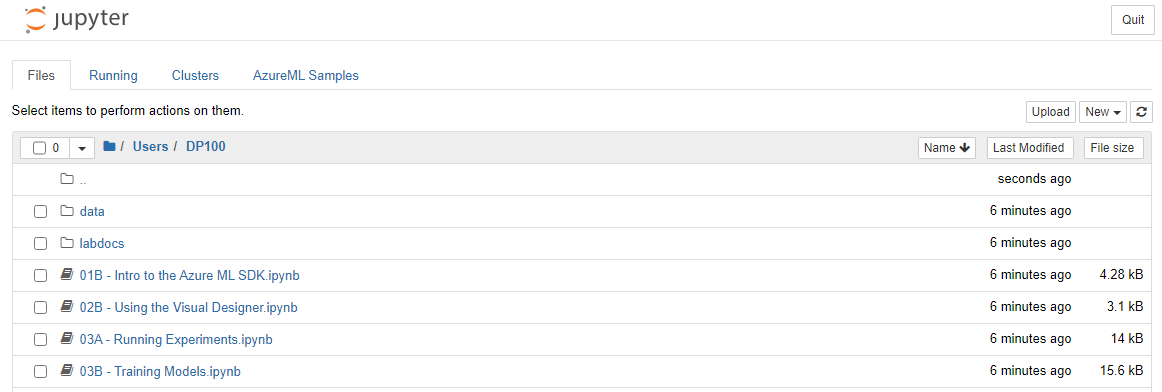 jupyter Quit
Files Running Clusters AzureML Samples
Select items to perform actions on them. Upload New
0 / Users / DP100 Name Last Modified File size
.. seconds ago
data 6 minutes ago
labdocs 6 minutes ago
01B - Intro to the Azure ML SDK.ipynb 6 minutes ago 4.28 kB
02B - Using the Visual Designer.ipynb 6 minutes ago 3.1 kB
03A - Running Experiments.ipynb 6 minutes ago 14 kB
03B - Training Models.ipynb 6 minutes ago 15.6 kB